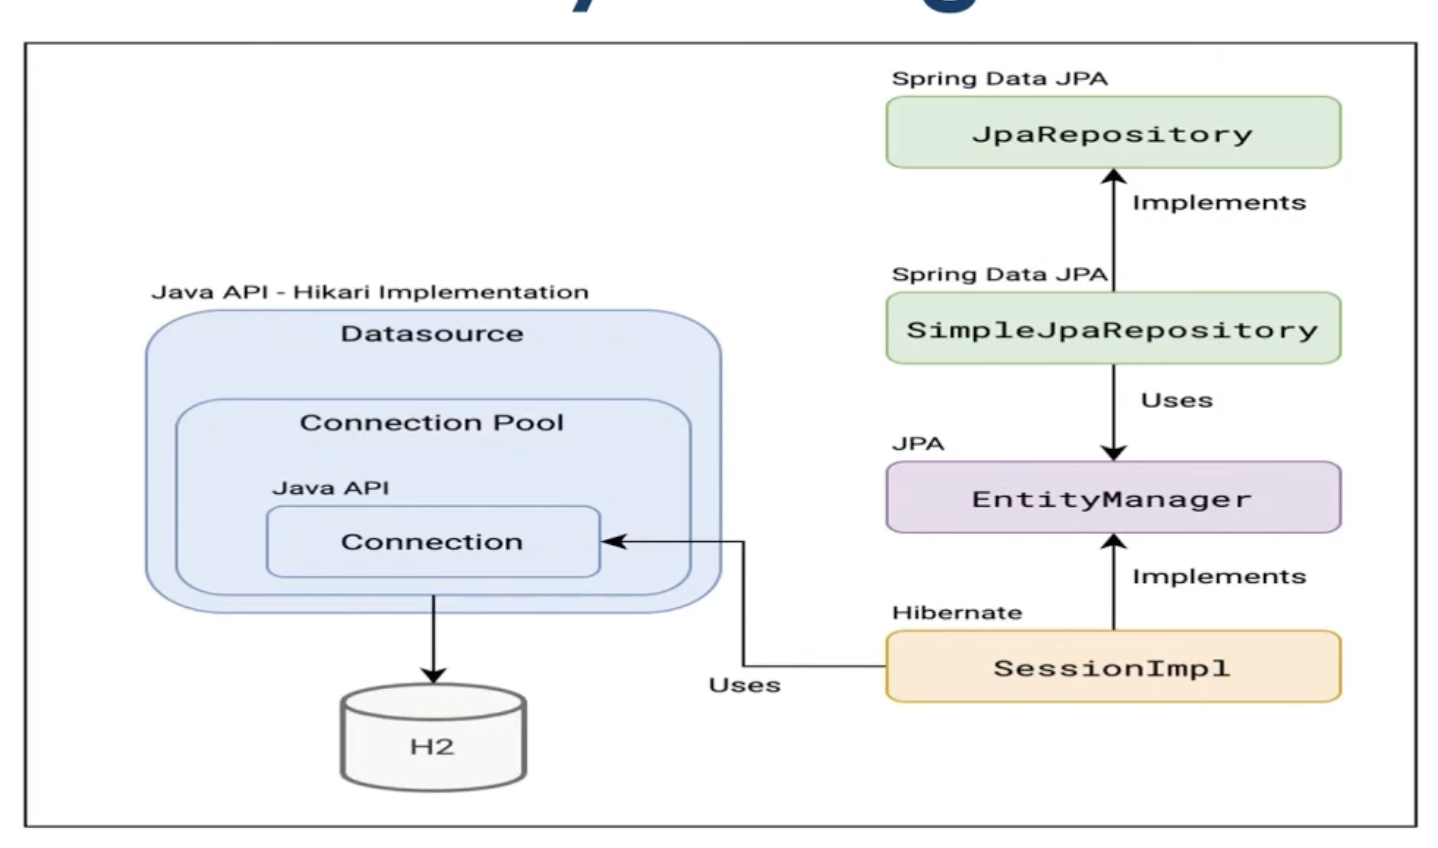 Spring Data JPA
JpaRepository
Implements
Spring Data JPA
SimpleJpaRepository
Uses
JPA
EntityManager
Implements
Hibernate
SessionImpl
Uses
Java API - Hikari Implementation
Datasource
Connection Pool
Java API
Connection
H2